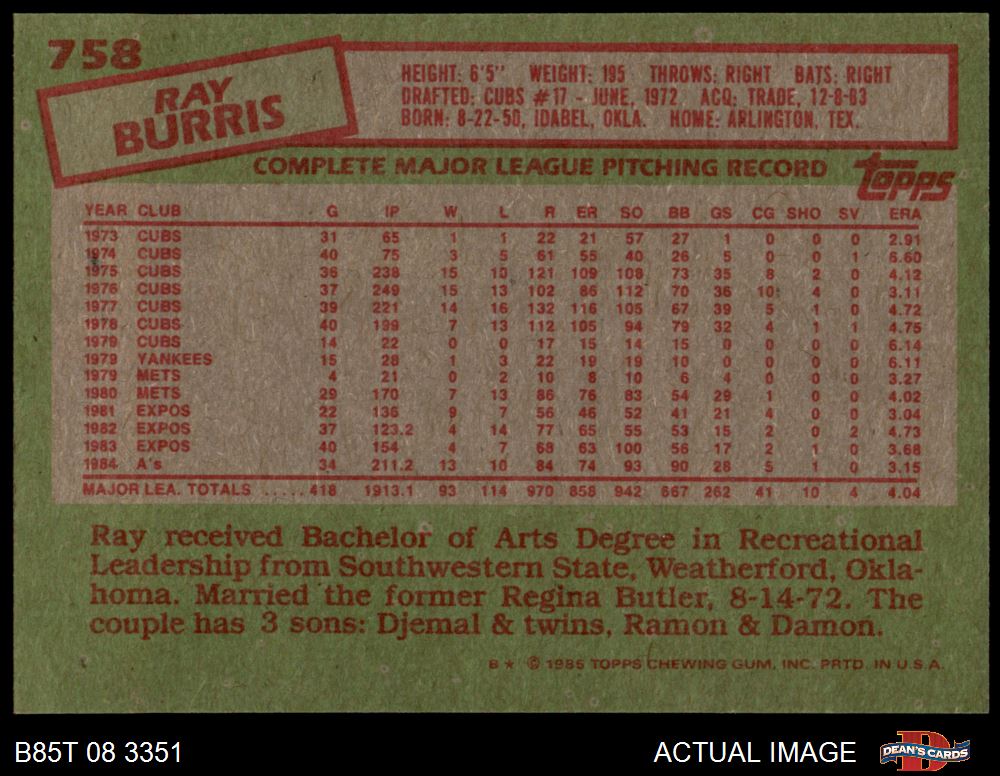 758
RAY
BURRIS
HEIGHT: 6'5" WEIGHT: 195 THROWS: RIGHT BATS: RIGHT
DRAFTED: CUBS #17 - JUNE, 1972 ACQ: TRADE, 12-8-83
BORN: 8-22-50, IDABEL, OKLA. HOME: ARLINGTON, TEX.
COMPLETE MAJOR LEAGUE PITCHING RECORD
TOPPS
YEAR CLUB G IP W L R ER SO BB GS CG SHO SV ERA
1973 CUBS 31 65 1 1 22 21 57 27 1 0 0 0 2.91
1974 CUBS 40 75 3 5 61 55 40 26 5 0 0 1 6.60
1975 CUBS 36 238 15 10 121 109 108 73 35 8 2 0 4.12
1976 CUBS 37 249 15 13 102 86 112 70 36 10 4 0 3.11
1977 CUBS 39 221 14 16 132 116 105 67 39 5 1 0 4.72
1978 CUBS 40 199 7 13 112 105 94 79 32 4 1 1 4.75
1979 CUBS 14 22 0 0 17 15 14 15 0 0 0 0 6.14
1979 YANKEES 15 28 1 3 22 19 19 10 0 0 0 0 6.11
1979 METS 4 21 0 2 10 8 10 6 4 0 0 0 3.27
1980 METS 29 170 7 13 86 76 83 54 29 1 0 0 4.02
1981 EXPOS 22 136 9 7 56 46 52 41 21 4 0 0 3.04
1982 EXPOS 37 123.2 4 14 77 65 55 53 15 2 0 2 4.73
1983 EXPOS 40 154 4 7 68 63 100 56 17 2 1 0 3.68
1984 A's 34 211.2 13 10 84 74 93 90 28 5 1 0 3.15
MAJOR LEA. TOTALS ..... 418 1913.1 93 114 970 858 942 667 262 41 10 4 4.04
Ray received Bachelor of Arts Degree in Recreational
Leadership from Southwestern State, Weatherford, Okla-
homa. Married the former Regina Butler, 8-14-72. The
couple has 3 sons: Djemal & twins, Ramon & Damon.
B★ © 1985 TOPPS CHEWING GUM, INC. PRTD. IN U.S.A.
B85T 08 3351
ACTUAL IMAGE
DEAN'S CARDS